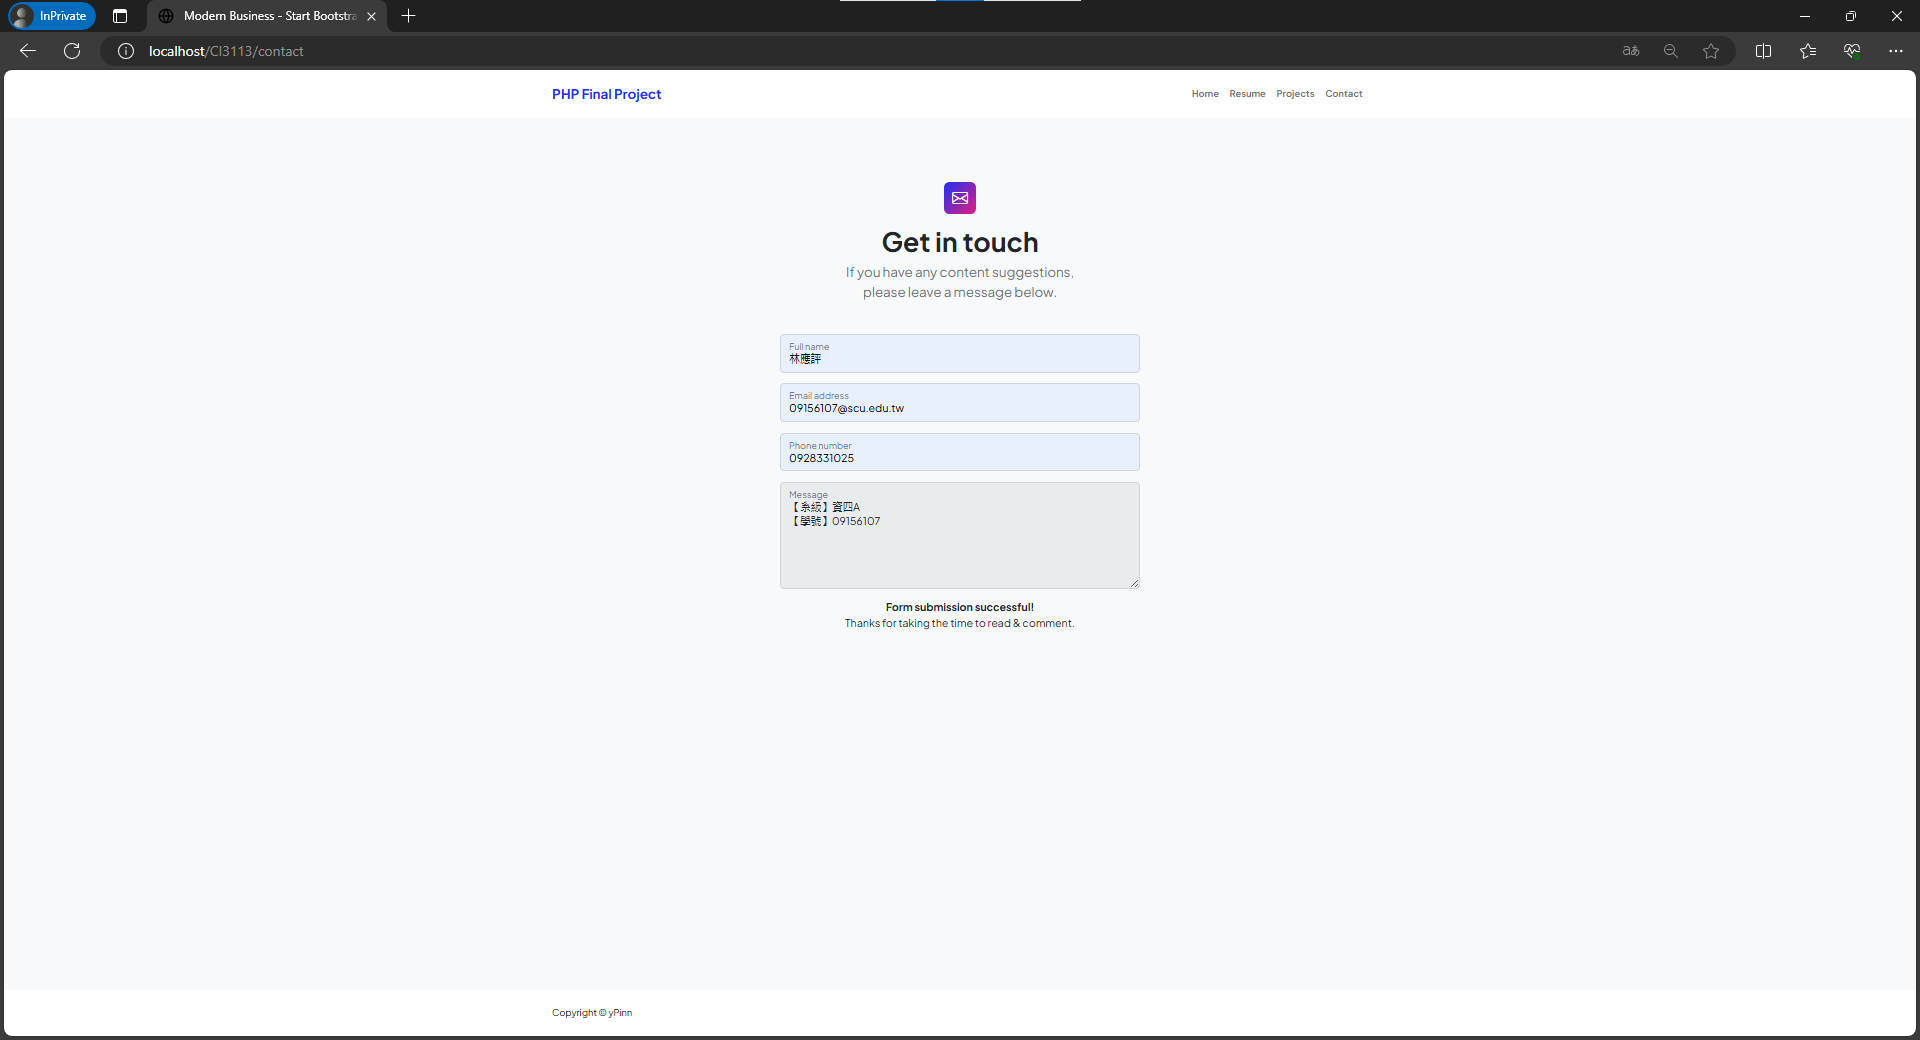 InPrivate
Modern Business - Start Bootstra
localhost/CI3113/contact
PHP Final Project
Home Resume Projects Contact
Get in touch
If you have any content suggestions,
please leave a message below.
Full name
林應評
Email address
09156107@scu.edu.tw
Phone number
0928331025
Message
【系級】資四A
【學號】09156107
Form submission successful!
Thanks for taking the time to read & comment.
Copyright © yPinn